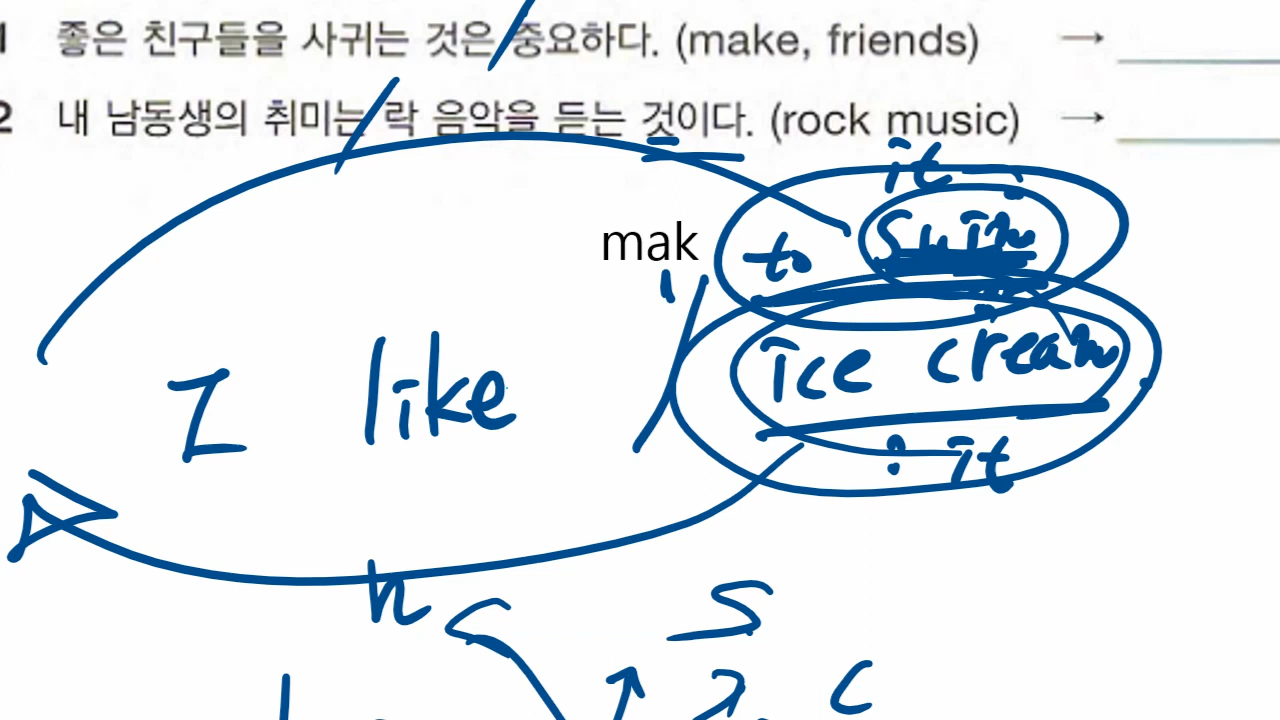 1 좋은 친구들을 사귀는 것은 중요하다. (make, friends) →
2 내 남동생의 취미는 락 음악을 듣는 것이다. (rock music) →
it
mak to swim
I like ice cream
: it
n
S
C